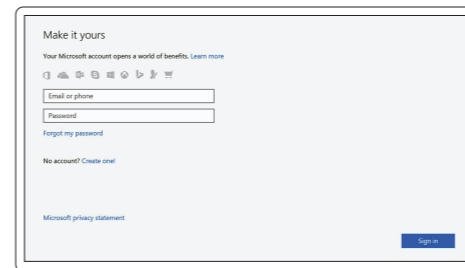 Make it yours
Your Microsoft account opens a world of benefits. Learn more
Email or phone
Password
Forgot my password
No account? Create one!
Microsoft privacy statement
Sign in